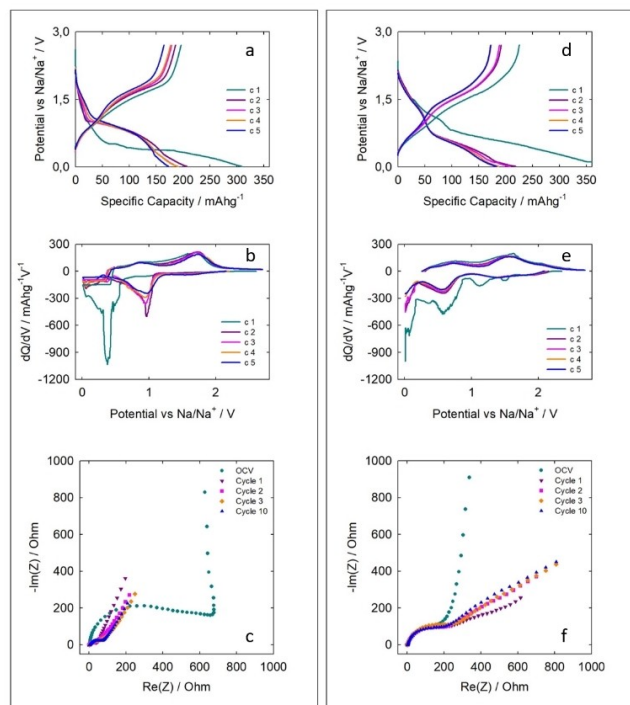 3,0
a
Potential vs Na/Na+ / V
1,5
c 1
c 2
c 3
c 4
c 5
0,0
0 50 100 150 200 250 300 350
Specific Capacity / mAhg-1
300
b
0
dQ/dV / mAhg-1V-1
-300
-600
-900
-1200
c 1
c 2
c 3
c 4
c 5
0 1 2
Potential vs Na/Na+ / V
1000
OCV
Cycle 1
Cycle 2
Cycle 3
Cycle 10
800
600
-Im(Z) / Ohm
400
200
0
c
0 200 400 600 800 1000
Re(Z) / Ohm
3,0
d
Potential vs Na/Na+ / V
1,5
c 1
c 2
c 3
c 4
c 5
0,0
0 50 100 150 200 250 300 350
Specific Capacity / mAhg-1
300
e
0
dQ/dV / mAhg-1V-1
-300
-600
-900
-1200
c 1
c 2
c 3
c 4
c 5
0 1 2
Potential vs Na/Na+ / V
1000
OCV
Cycle 1
Cycle 2
Cycle 3
Cycle 10
800
600
-Im(Z) / Ohm
400
200
0
f
0 200 400 600 800 1000
Re(Z) / Ohm